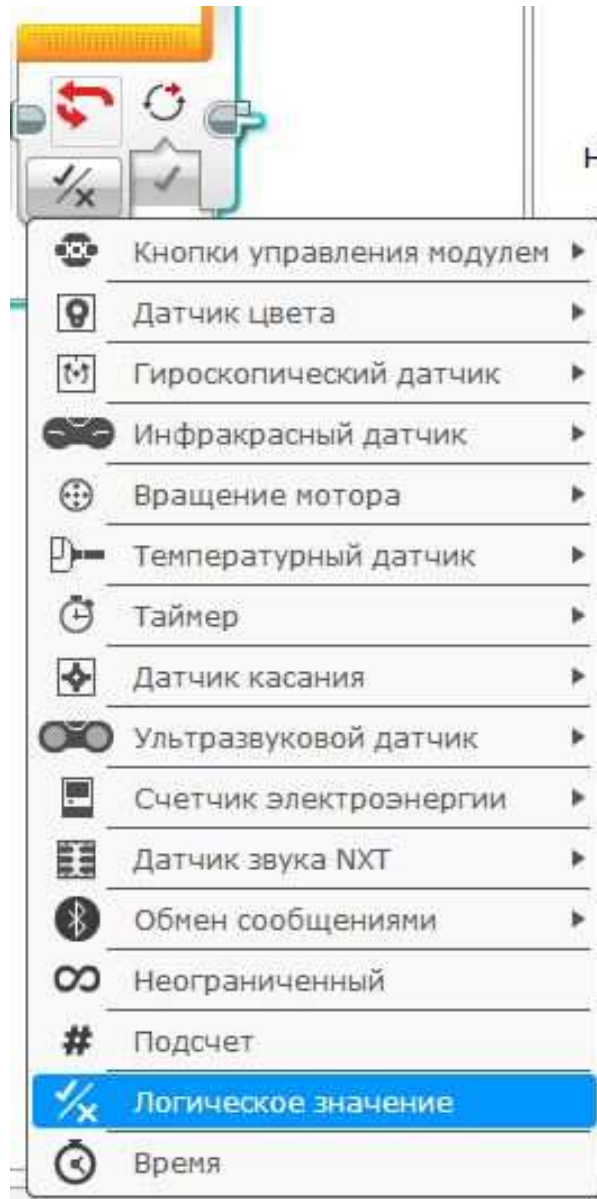 Н
Кнопки управления модулем
Датчик цвета
Гироскопический датчик
Инфракрасный датчик
Вращение мотора
Температурный датчик
Таймер
Датчик касания
Ультразвуковой датчик
Счетчик электроэнергии
Датчик звука NXT
Обмен сообщениями
Неограниченный
# Подсчет
Логическое значение
Время